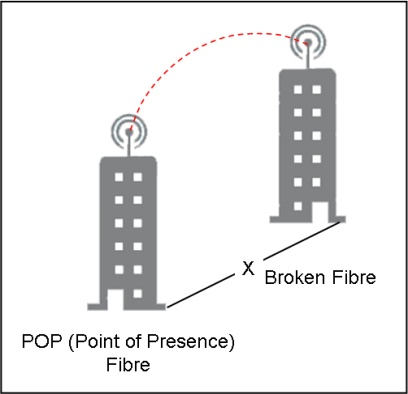 X
Broken Fibre
POP (Point of Presence)
Fibre